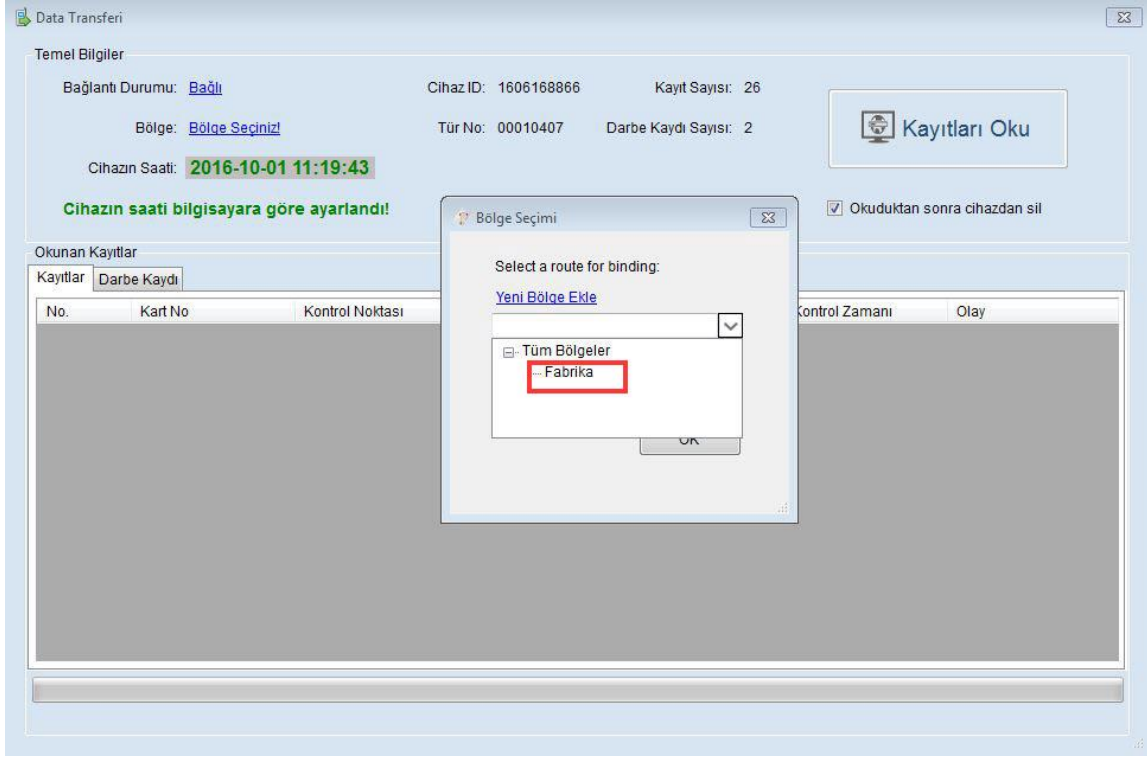 Data Transferi
Temel Bilgiler
Bağlantı Durumu: Bağlı Cihaz ID: 1606168866 Kayıt Sayısı: 26
Bölge: Bölge Seçiniz! Tür No: 00010407 Darbe Kaydı Sayısı: 2
Kayıtları Oku
Cihazın Saati: 2016-10-01 11:19:43
Cihazın saati bilgisayara göre ayarlandı!
Okuduktan sonra cihazdan sil
Okunan Kayıtlar
Kayıtlar Darbe Kaydı
No. Kart No Kontrol Noktası Kontrol Zamanı Olay
Bölge Seçimi
Select a route for binding:
Yeni Bölge Ekle
Tüm Bölgeler
Fabrika
OK